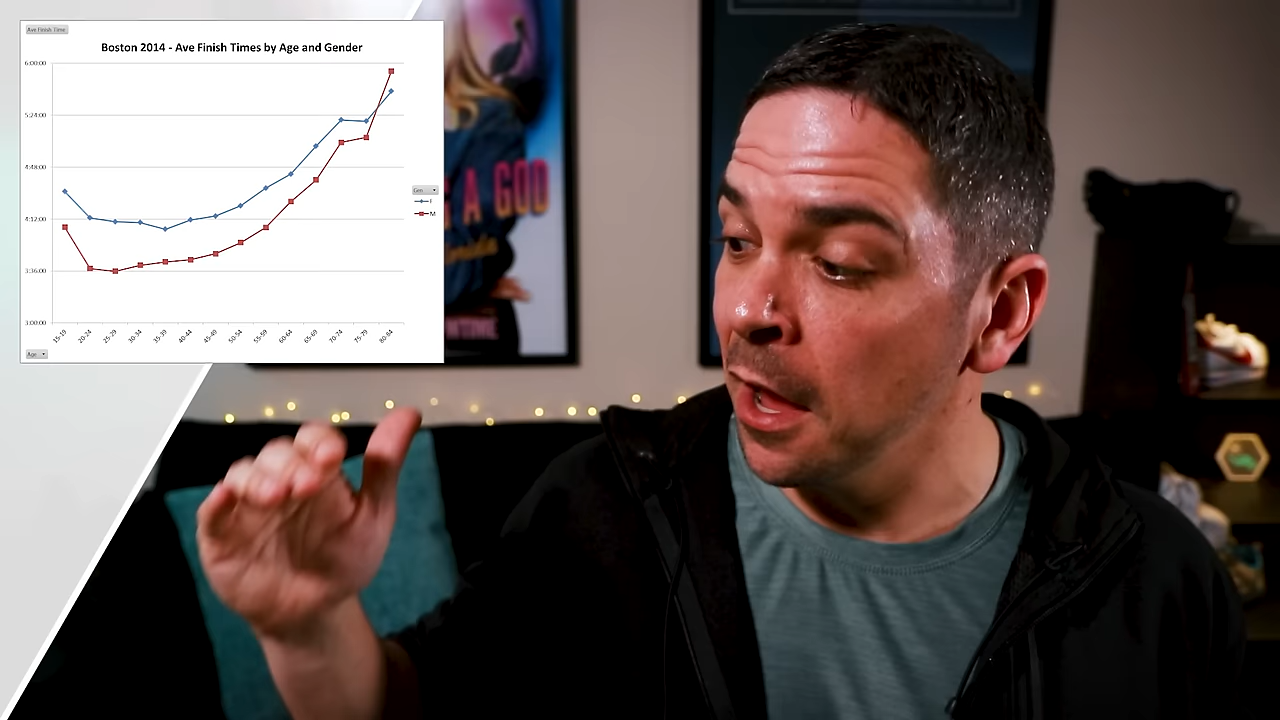 Ave Finish Time
Boston 2014 - Ave Finish Times by Age and Gender
6:00:00
5:24:00
4:48:00
4:12:00
3:36:00
3:00:00
15-19
20-24
25-29
30-34
35-39
40-44
45-49
50-54
55-59
60-64
65-69
70-74
75-79
80-84
Gen
F
M
Age
A GOD
Florida